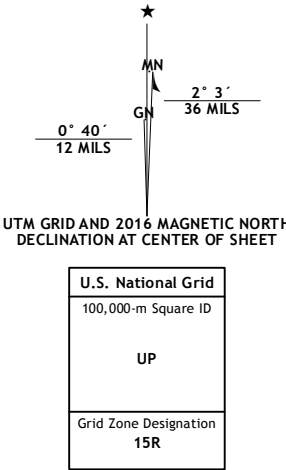 ★
MN
2° 3´
36 MILS
GN
0° 40´
12 MILS
UTM GRID AND 2016 MAGNETIC NORTH
DECLINATION AT CENTER OF SHEET
U.S. National Grid
100,000-m Square ID
UP
Grid Zone Designation
15R